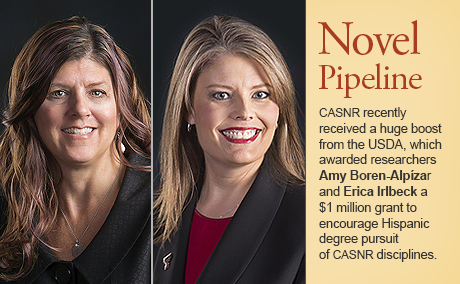 Novel
Pipeline
CASNR recently
received a huge boost
from the USDA, which
awarded researchers
Amy Boren-Alpízar
and Erica Irlbeck a
$1 million grant to
encourage Hispanic
degree pursuit
of CASNR disciplines.